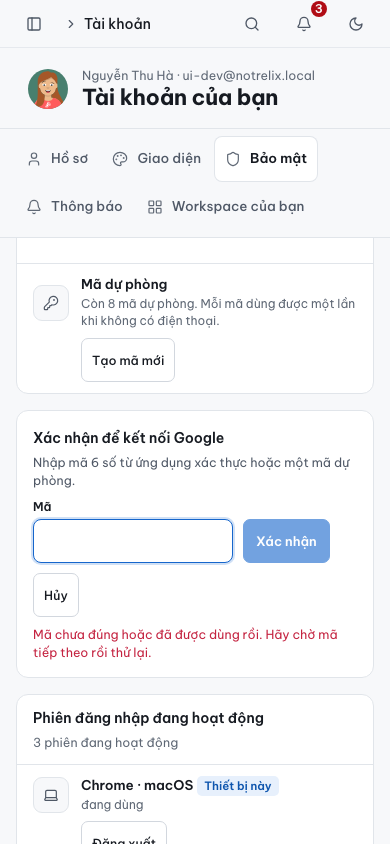 Tài khoản
3
Nguyễn Thu Hà · ui-dev@notrelix.local
Tài khoản của bạn
Hồ sơ
Giao diện
Bảo mật
Thông báo
Workspace của bạn
Mã dự phòng
Còn 8 mã dự phòng. Mỗi mã dùng được một lần
khi không có điện thoại.
Tạo mã mới
Xác nhận để kết nối Google
Nhập mã 6 số từ ứng dụng xác thực hoặc một mã dự
phòng.
Mã
Xác nhận
Hủy
Mã chưa đúng hoặc đã được dùng rồi. Hãy chờ mã
tiếp theo rồi thử lại.
Phiên đăng nhập đang hoạt động
3 phiên đang hoạt động
Chrome · macOS Thiết bị này
đang dùng
Đăng xuất